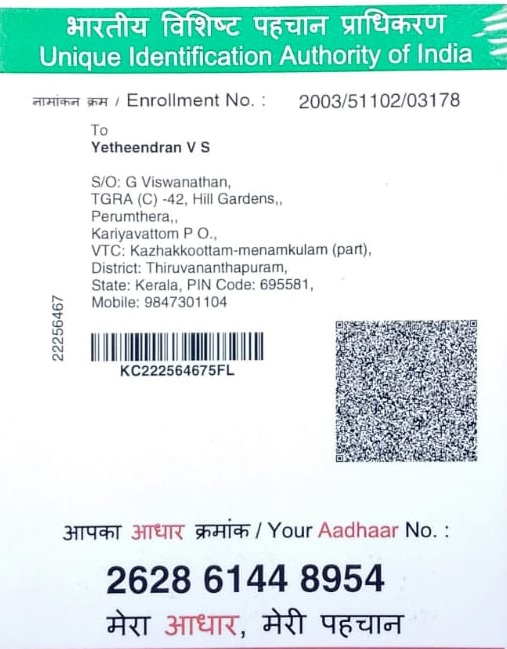 भारतीय विशिष्ट पहचान प्राधिकरण
Unique Identification Authority of India
नामांकन क्रम / Enrollment No. : 2003/51102/03178
To
Yetheendran V S
S/O: G Viswanathan,
TGRA (C) -42, Hill Gardens,,
Perumthera,,
Kariyavattom P O.,
VTC: Kazhakkoottam-menamkulam (part),
District: Thiruvananthapuram,
State: Kerala, PIN Code: 695581,
Mobile: 9847301104
22256467
KC222564675FL
आपका आधार क्रमांक / Your Aadhaar No. :
2628 6144 8954
मेरा आधार, मेरी पहचान